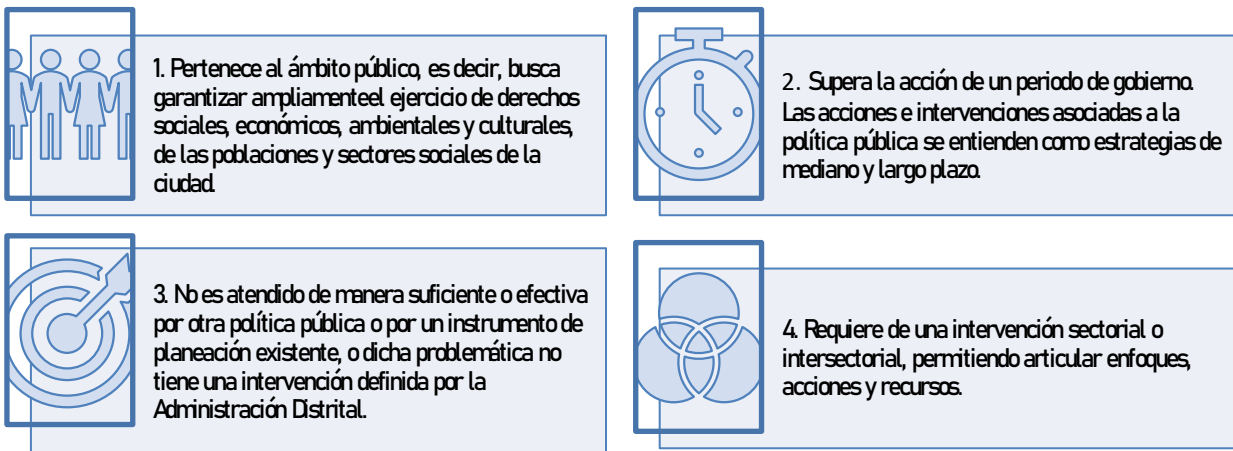 1. Pertenece al ámbito público, es decir, busca
garantizar ampliamenteel ejercicio de derechos
sociales, económicos, ambientales y culturales,
de las poblaciones y sectores sociales de la
ciudad.
2. Supera la acción de un periodo de gobierno.
Las acciones e intervenciones asociadas a la
política pública se entienden como estrategias de
mediano y largo plazo.
3. No es atendido de manera suficiente o efectiva
por otra política pública o por un instrumento de
planeación existente, o dicha problemática no
tiene una intervención definida por la
Administración Distrital.
4. Requiere de una intervención sectorial o
intersectorial, permitiendo articular enfoques,
acciones y recursos.